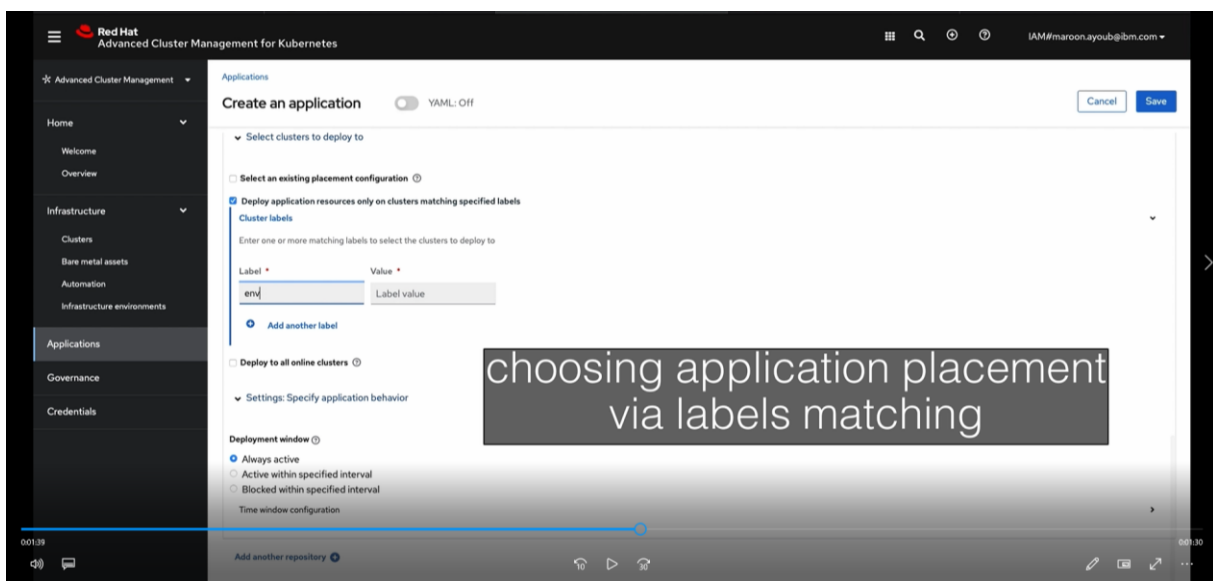 Red Hat
Advanced Cluster Management for Kubernetes
IAM#maroon.ayoub@ibm.com
Advanced Cluster Management
Home
Welcome
Overview
Infrastructure
Clusters
Bare metal assets
Automation
Infrastructure environments
Applications
Governance
Credentials
Applications
Create an application
YAML: Off
Cancel
Save
Select clusters to deploy to
Select an existing placement configuration
Deploy application resources only on clusters matching specified labels
Cluster labels
Enter one or more matching labels to select the clusters to deploy to
Label * Value *
env Label value
Add another label
Deploy to all online clusters
Settings: Specify application behavior
choosing application placement
via labels matching
Deployment window
Always active
Active within specified interval
Blocked within specified interval
Time window configuration
Add another repository
0:01:39
0:01:30
10
30